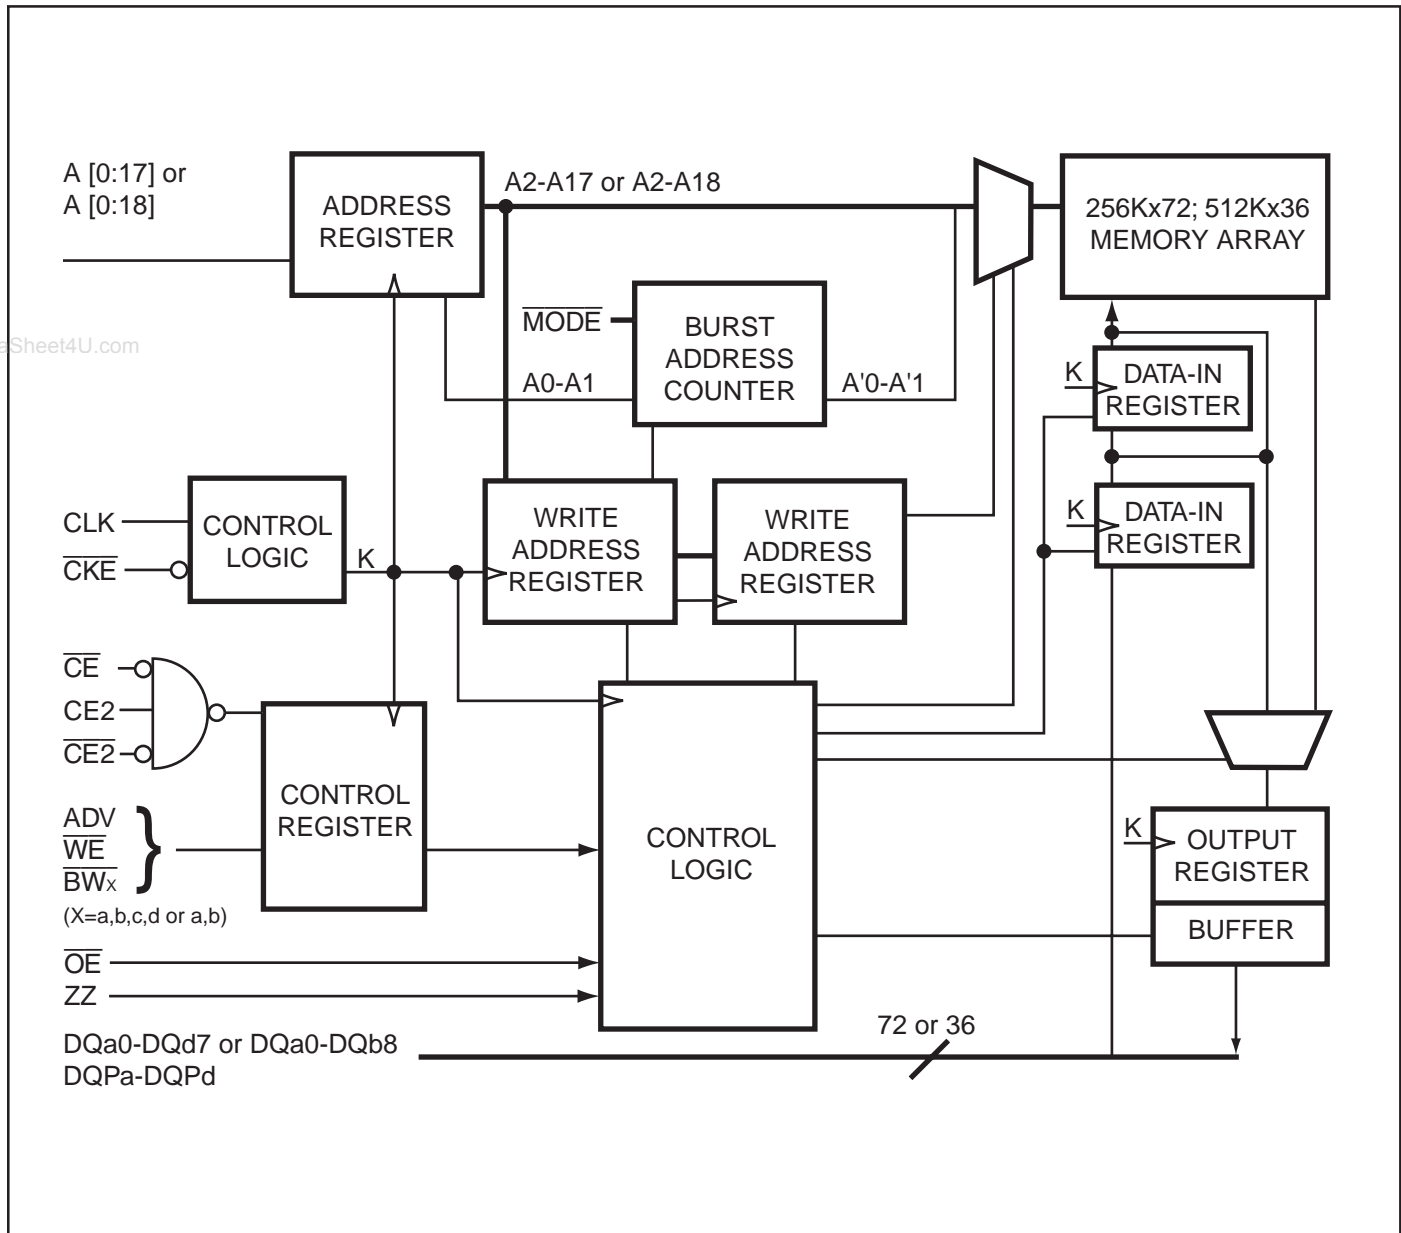 A [0:17] or
A [0:18]
ADDRESS
REGISTER
A2-A17 or A2-A18
256Kx72; 512Kx36
MEMORY ARRAY
MODE
BURST
ADDRESS
COUNTER
A0-A1
A'0-A'1
K
DATA-IN
REGISTER
aSheet4U.com
CLK
CKE
CONTROL
LOGIC
K
WRITE
ADDRESS
REGISTER
WRITE
ADDRESS
REGISTER
K
DATA-IN
REGISTER
CE
CE2
CE2
ADV
WE
BWx
(X=a,b,c,d or a,b)
CONTROL
REGISTER
CONTROL
LOGIC
K
OUTPUT
REGISTER
BUFFER
OE
ZZ
72 or 36
DQa0-DQd7 or DQa0-DQb8
DQPa-DQPd